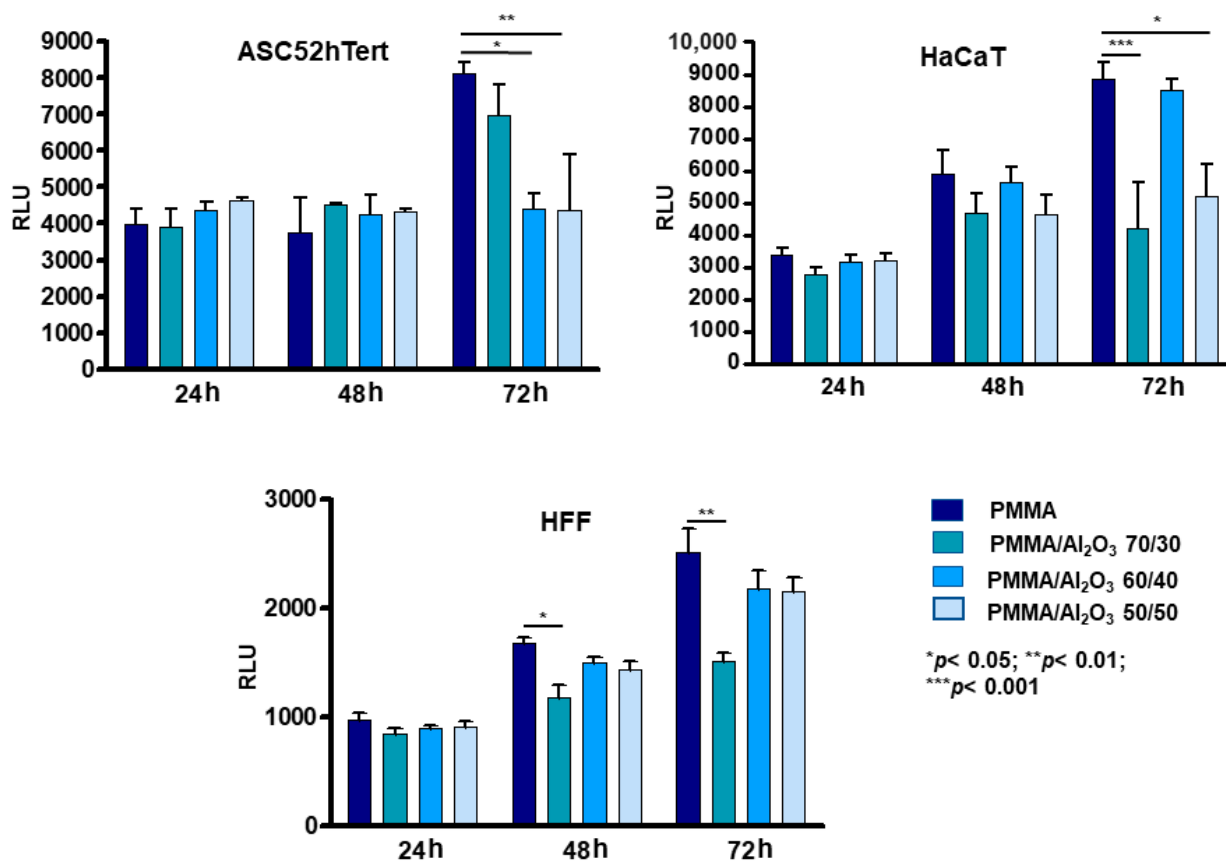 ASC52hTert
**
*
9000
8000
7000
6000
5000
4000
3000
2000
1000
0
RLU
24h 48h 72h
HaCaT
*
***
10,000
9000
8000
7000
6000
5000
4000
3000
2000
1000
0
RLU
24h 48h 72h
HFF
**
*
3000
2000
1000
0
RLU
24h 48h 72h
PMMA
PMMA/Al₂O₃ 70/30
PMMA/Al₂O₃ 60/40
PMMA/Al₂O₃ 50/50
*p< 0.05; **p< 0.01;
***p< 0.001